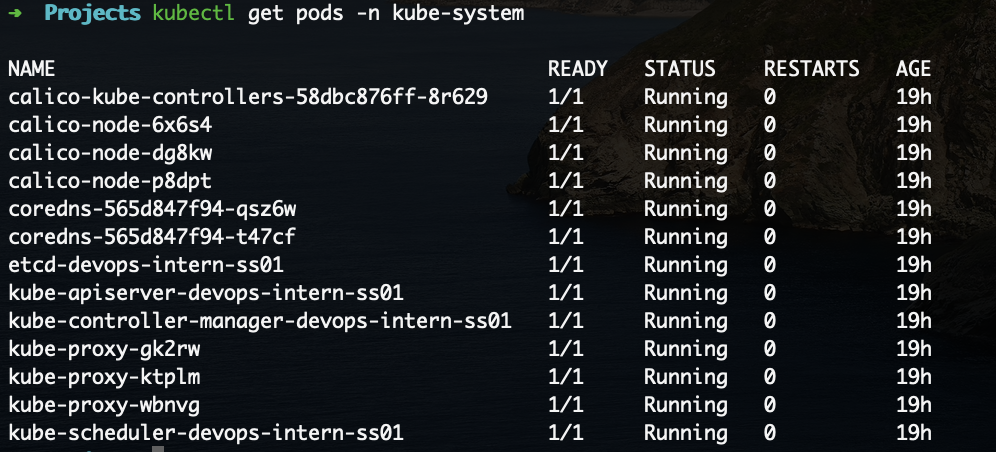 ➜ Projects kubectl get pods -n kube-system
NAME READY STATUS RESTARTS AGE
calico-kube-controllers-58dbc876ff-8r629 1/1 Running 0 19h
calico-node-6x6s4 1/1 Running 0 19h
calico-node-dg8kw 1/1 Running 0 19h
calico-node-p8dpt 1/1 Running 0 19h
coredns-565d847f94-qsz6w 1/1 Running 0 19h
coredns-565d847f94-t47cf 1/1 Running 0 19h
etcd-devops-intern-ss01 1/1 Running 0 19h
kube-apiserver-devops-intern-ss01 1/1 Running 0 19h
kube-controller-manager-devops-intern-ss01 1/1 Running 0 19h
kube-proxy-gk2rw 1/1 Running 0 19h
kube-proxy-ktplm 1/1 Running 0 19h
kube-proxy-wbnvg 1/1 Running 0 19h
kube-scheduler-devops-intern-ss01 1/1 Running 0 19h